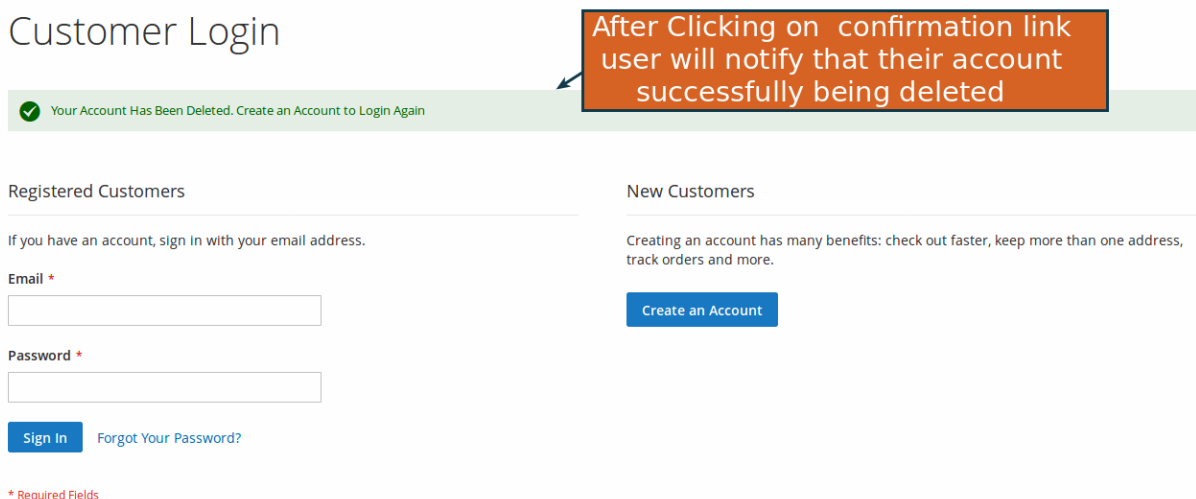 Customer Login
After Clicking on confirmation link
user will notify that their account
successfully being deleted
Your Account Has Been Deleted. Create an Account to Login Again
Registered Customers
If you have an account, sign in with your email address.
Email *
Password *
Sign In
Forgot Your Password?
* Required Fields
New Customers
Creating an account has many benefits: check out faster, keep more than one address,
track orders and more.
Create an Account